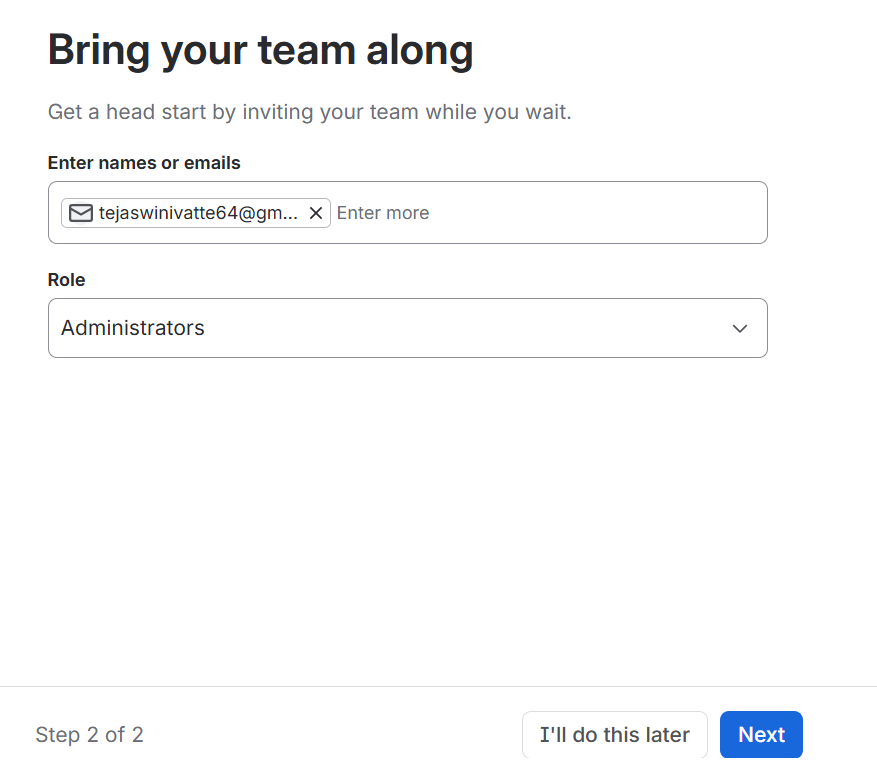 Bring your team along
Get a head start by inviting your team while you wait.
Enter names or emails
tejaswinivatte64@gm... Enter more
Role
Administrators
Step 2 of 2 I'll do this later Next